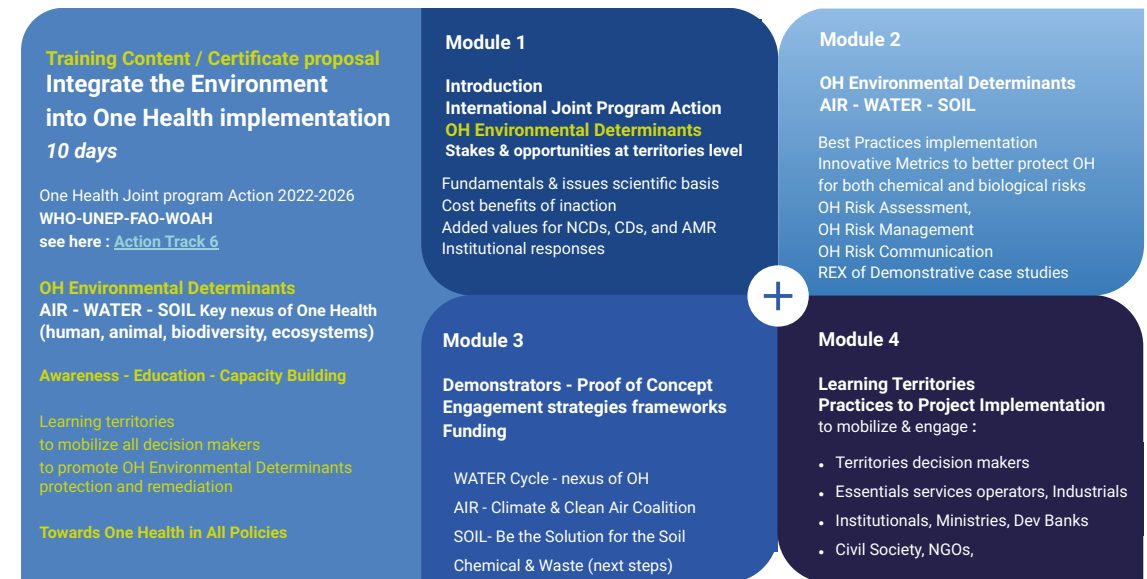 Training Content / Certificate proposal
Integrate the Environment
into One Health implementation
10 days
One Health Joint program Action 2022-2026
WHO-UNEP-FAO-WOAH
see here : Action Track 6
OH Environmental Determinants
AIR - WATER - SOIL Key nexus of One Health
(human, animal, biodiversity, ecosystems)
Awareness - Education - Capacity Building
Learning territories
to mobilize all decision makers
to promote OH Environmental Determinants
protection and remediation
Towards One Health in All Policies
Module 1
Introduction
International Joint Program Action
OH Environmental Determinants
Stakes & opportunities at territories level
Fundamentals & issues scientific basis
Cost benefits of inaction
Added values for NCDs, CDs, and AMR
Institutional responses
Module 2
OH Environmental Determinants
AIR - WATER - SOIL
Best Practices implementation
Innovative Metrics to better protect OH
for both chemical and biological risks
OH Risk Assessment,
OH Risk Management
OH Risk Communication
REX of Demonstrative case studies
Module 3
Demonstrators - Proof of Concept
Engagement strategies frameworks
Funding
WATER Cycle - nexus of OH
AIR - Climate & Clean Air Coalition
SOIL- Be the Solution for the Soil
Chemical & Waste (next steps)
Module 4
Learning Territories
Practices to Project Implementation
to mobilize & engage :
• Territories decision makers
• Essentials services operators, Industrials
• Institutionals, Ministries, Dev Banks
• Civil Society, NGOs,